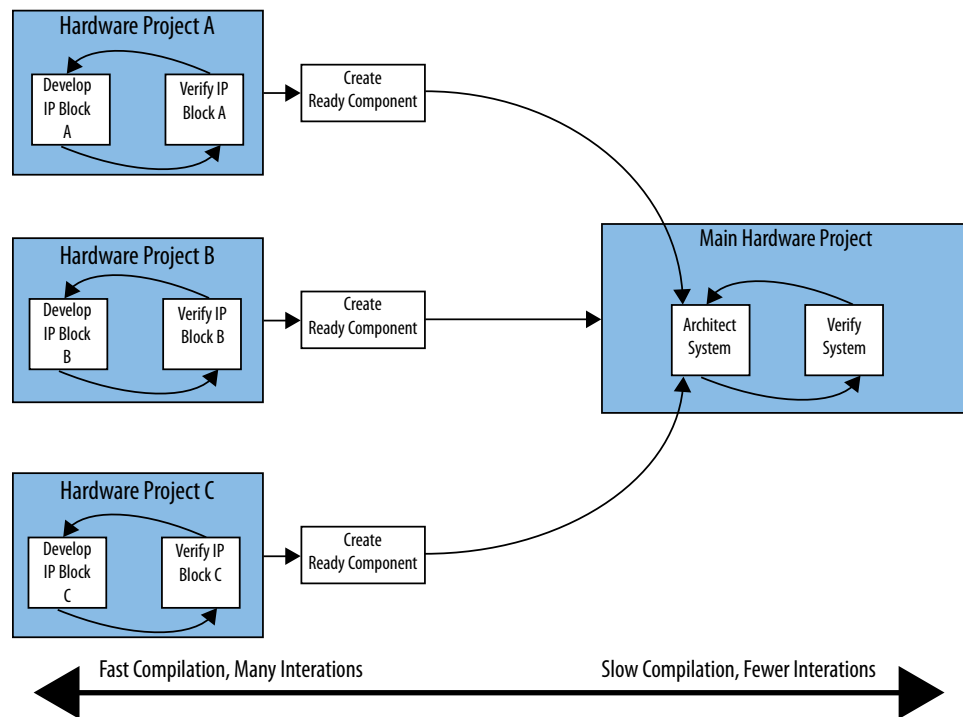 Hardware Project A
Develop
IP Block
A
Verify IP
Block A
Create
Ready Component
Hardware Project B
Develop
IP Block
B
Verify IP
Block B
Create
Ready Component
Main Hardware Project
Architect
System
Verify
System
Hardware Project C
Develop
IP Block
C
Verify IP
Block C
Create
Ready Component
Fast Compilation, Many Interations
Slow Compilation, Fewer Interations